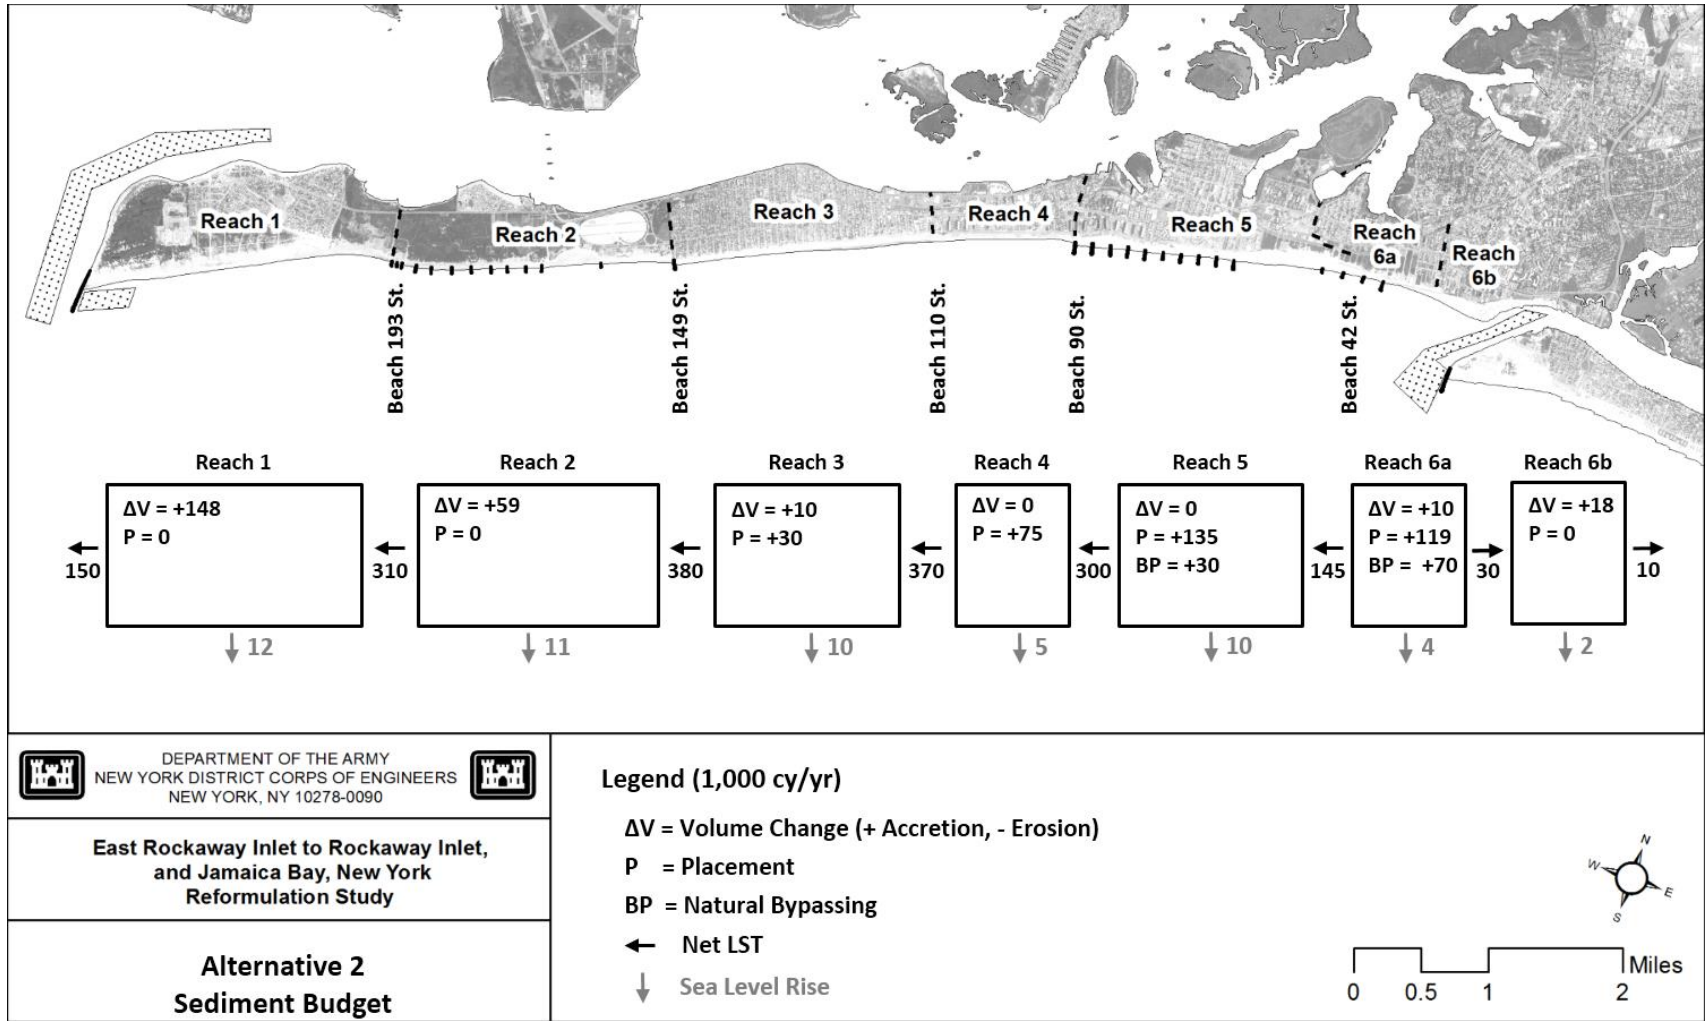 Reach 1
Reach 2
Reach 3
Reach 4
Reach 5
Reach
6a
Reach
6b
Beach 193 St.
Beach 149 St.
Beach 110 St.
Beach 90 St.
Beach 42 St.
Reach 1
Reach 2
Reach 3
Reach 4
Reach 5
Reach 6a
Reach 6b
ΔV = +148
P = 0
ΔV = +59
P = 0
ΔV = +10
P = +30
ΔV = 0
P = +75
ΔV = 0
P = +135
BP = +30
ΔV = +10
P = +119
BP = +70
ΔV = +18
P = 0
← 150
← 310
← 380
← 370
← 300
← 145
→ 30
→ 10
↓ 12
↓ 11
↓ 10
↓ 5
↓ 10
↓ 4
↓ 2
DEPARTMENT OF THE ARMY
NEW YORK DISTRICT CORPS OF ENGINEERS
NEW YORK, NY 10278-0090
East Rockaway Inlet to Rockaway Inlet,
and Jamaica Bay, New York
Reformulation Study
Alternative 2
Sediment Budget
Legend (1,000 cy/yr)
ΔV = Volume Change (+ Accretion, - Erosion)
P = Placement
BP = Natural Bypassing
← Net LST
↓ Sea Level Rise
N
W
E
S
Miles
0 0.5 1 2